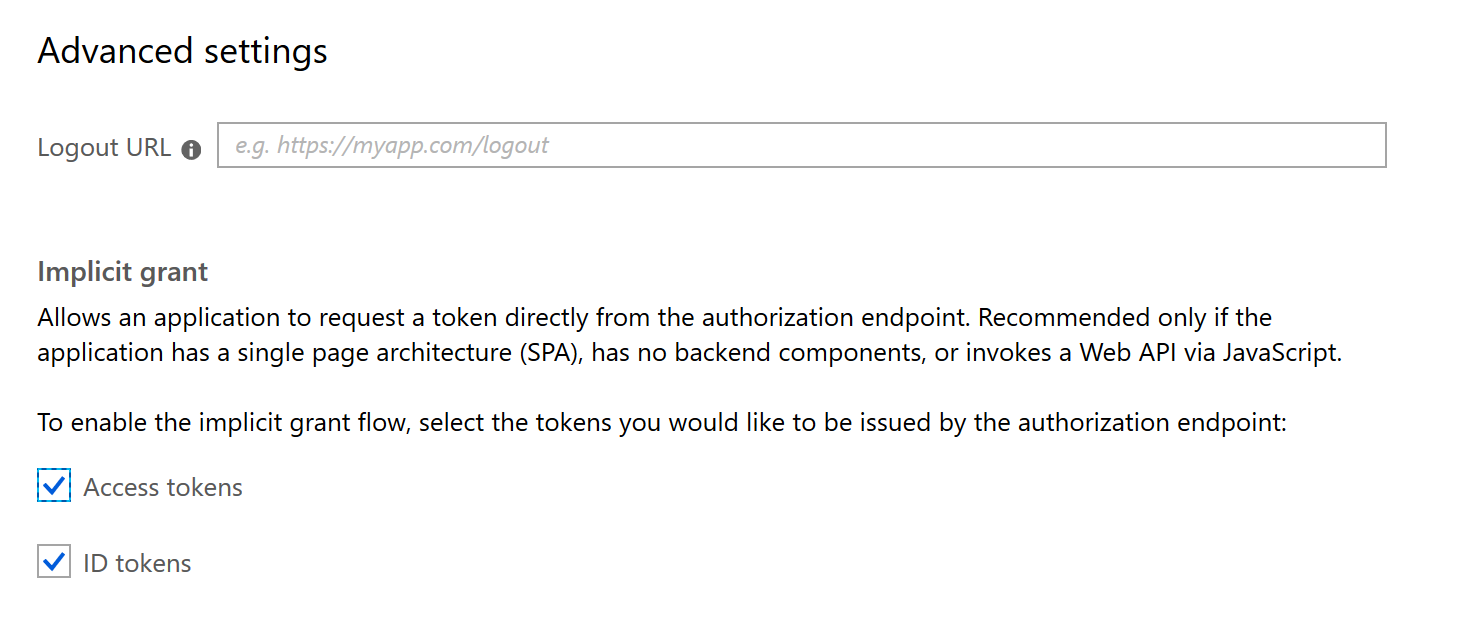 Advanced settings
Logout URL
e.g. https://myapp.com/logout
Implicit grant
Allows an application to request a token directly from the authorization endpoint. Recommended only if the
application has a single page architecture (SPA), has no backend components, or invokes a Web API via JavaScript.
To enable the implicit grant flow, select the tokens you would like to be issued by the authorization endpoint:
Access tokens
ID tokens